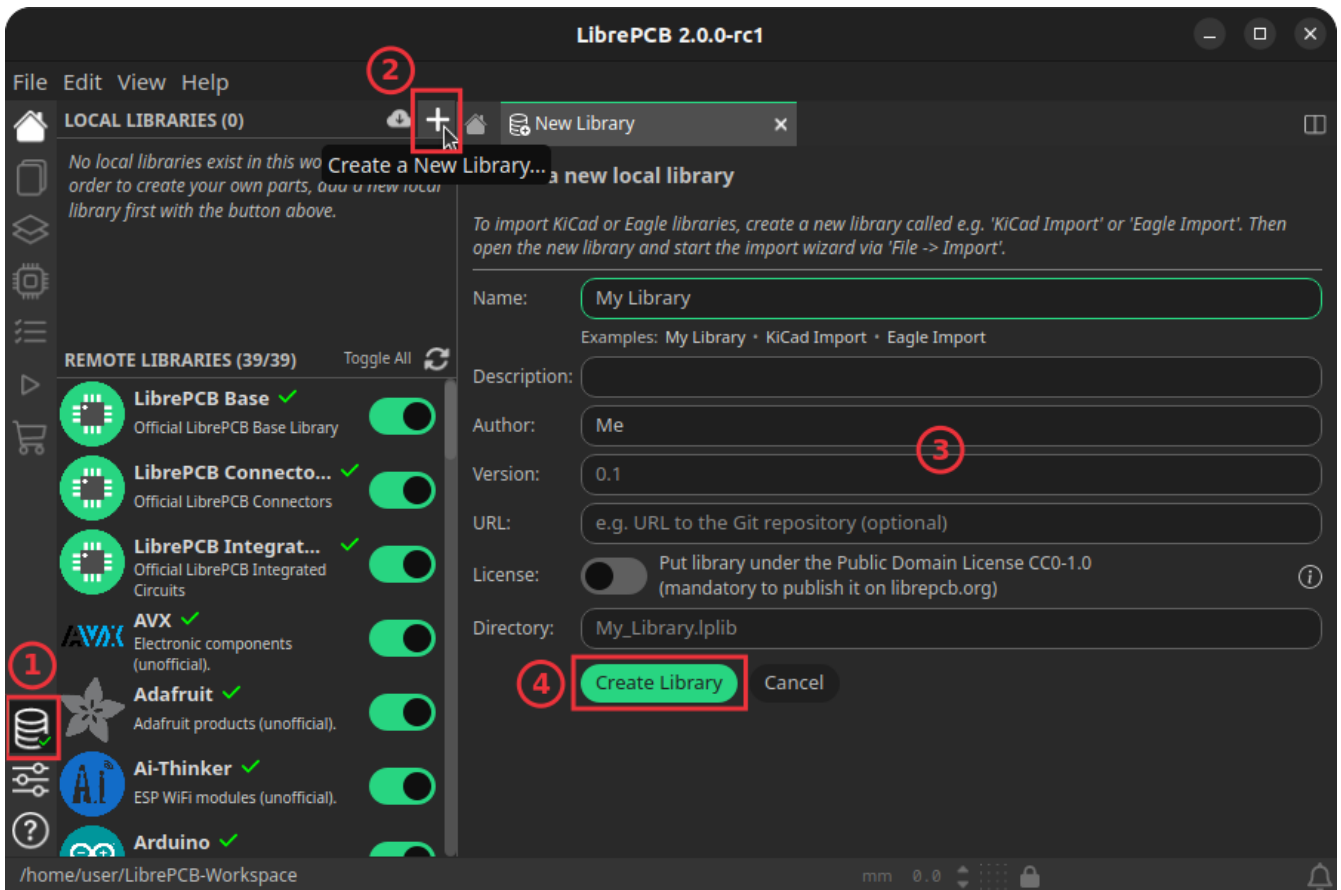 LibrePCB 2.0.0-rc1
File Edit View Help
2
LOCAL LIBRARIES (0)
New Library
No local libraries exist in this wo
order to create your own parts, add a new local
library first with the button above.
Create a New Library...
a new local library
To import KiCad or Eagle libraries, create a new library called e.g. 'KiCad Import' or 'Eagle Import'. Then
open the new library and start the import wizard via 'File -> Import'.
Name: My Library
Examples: My Library • KiCad Import • Eagle Import
Description:
Author: Me
3
Version: 0.1
URL: e.g. URL to the Git repository (optional)
License: Put library under the Public Domain License CC0-1.0
(mandatory to publish it on librepcb.org)
Directory: My_Library.lplib
4
Create Library Cancel
REMOTE LIBRARIES (39/39) Toggle All
LibrePCB Base
Official LibrePCB Base Library
LibrePCB Connecto...
Official LibrePCB Connectors
LibrePCB Integrat...
Official LibrePCB Integrated
Circuits
AVX
AVX
Electronic components
(unofficial).
1
Adafruit
Adafruit products (unofficial).
Ai
Ai-Thinker
ESP WiFi modules (unofficial).
Arduino
/home/user/LibrePCB-Workspace
mm 0.0